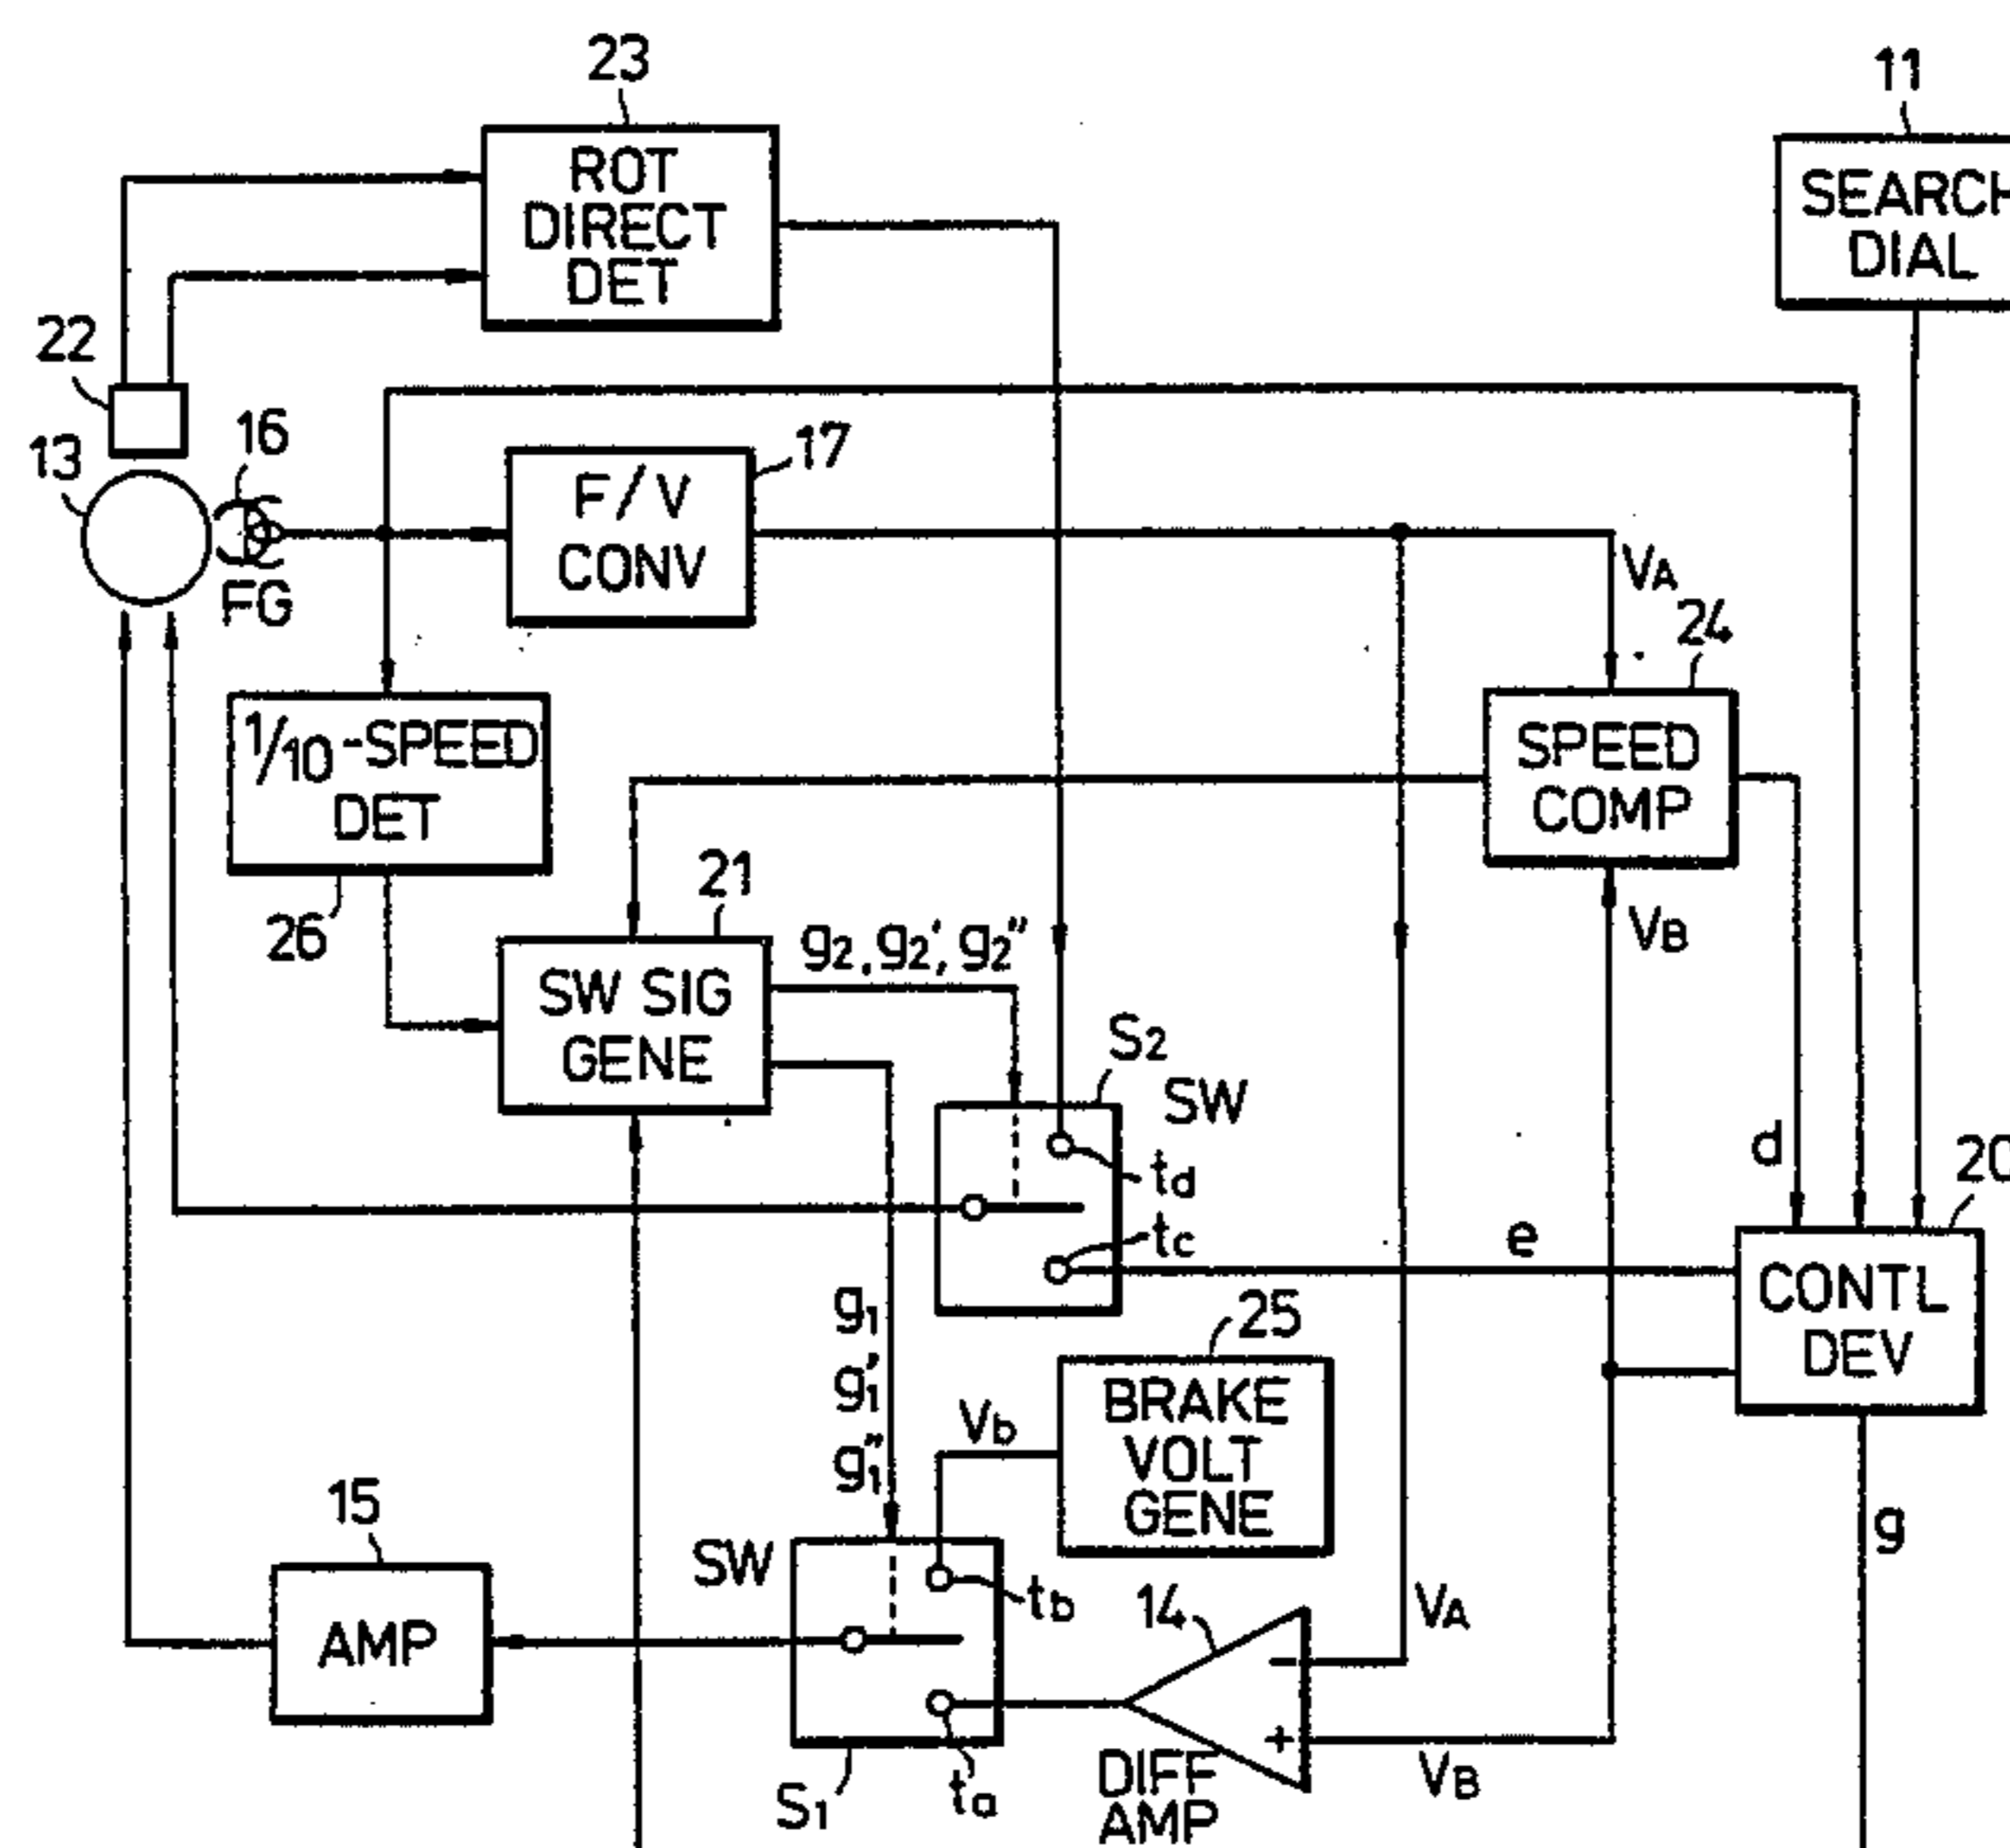 23
11
ROT
DIRECT
DET
SEARCH
DIAL
22
16
13
17
F/V
CONV
FG
VA
24
1/10-SPEED
DET
SPEED
COMP
26
21
VB
SW SIG
GENE
g2, g2', g2"
S2
SW
td
d
20
tc
e
CONTL
DEV
g1
g1'
g1"
25
BRAKE
VOLT
GENE
Vb
15
AMP
SW
tb
14
VA
g
S1
ta
DIFF
AMP
VB
-
+